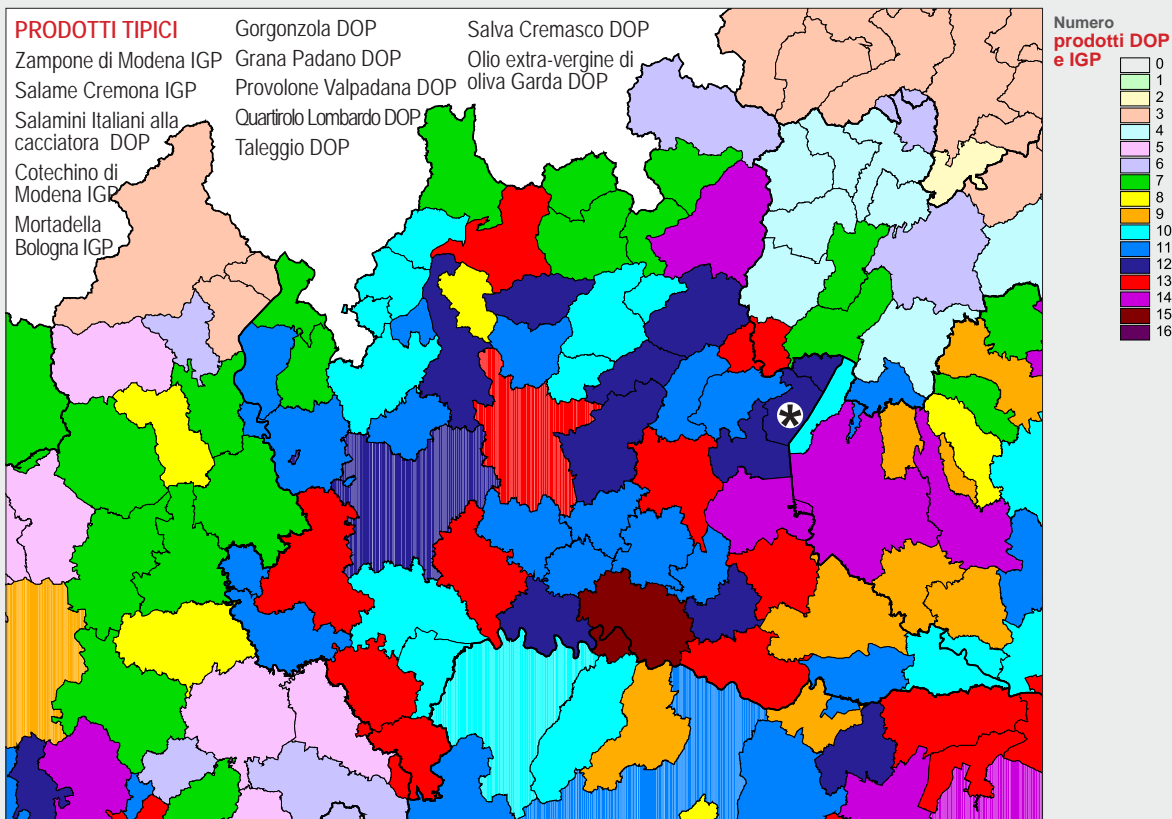 PRODOTTI TIPICI
Zampone di Modena IGP
Salame Cremona IGP
Salamini Italiani alla
cacciatora DOP
Cotechino di
Modena IGP
Mortadella
Bologna IGP
Gorgonzola DOP
Grana Padano DOP
Provolone Valpadana DOP
Quartirolo Lombardo DOP
Taleggio DOP
Salva Cremasco DOP
Olio extra-vergine di
oliva Garda DOP
Numero
prodotti DOP
e IGP
0
1
2
3
4
5
6
7
8
9
10
11
12
13
14
15
16
*